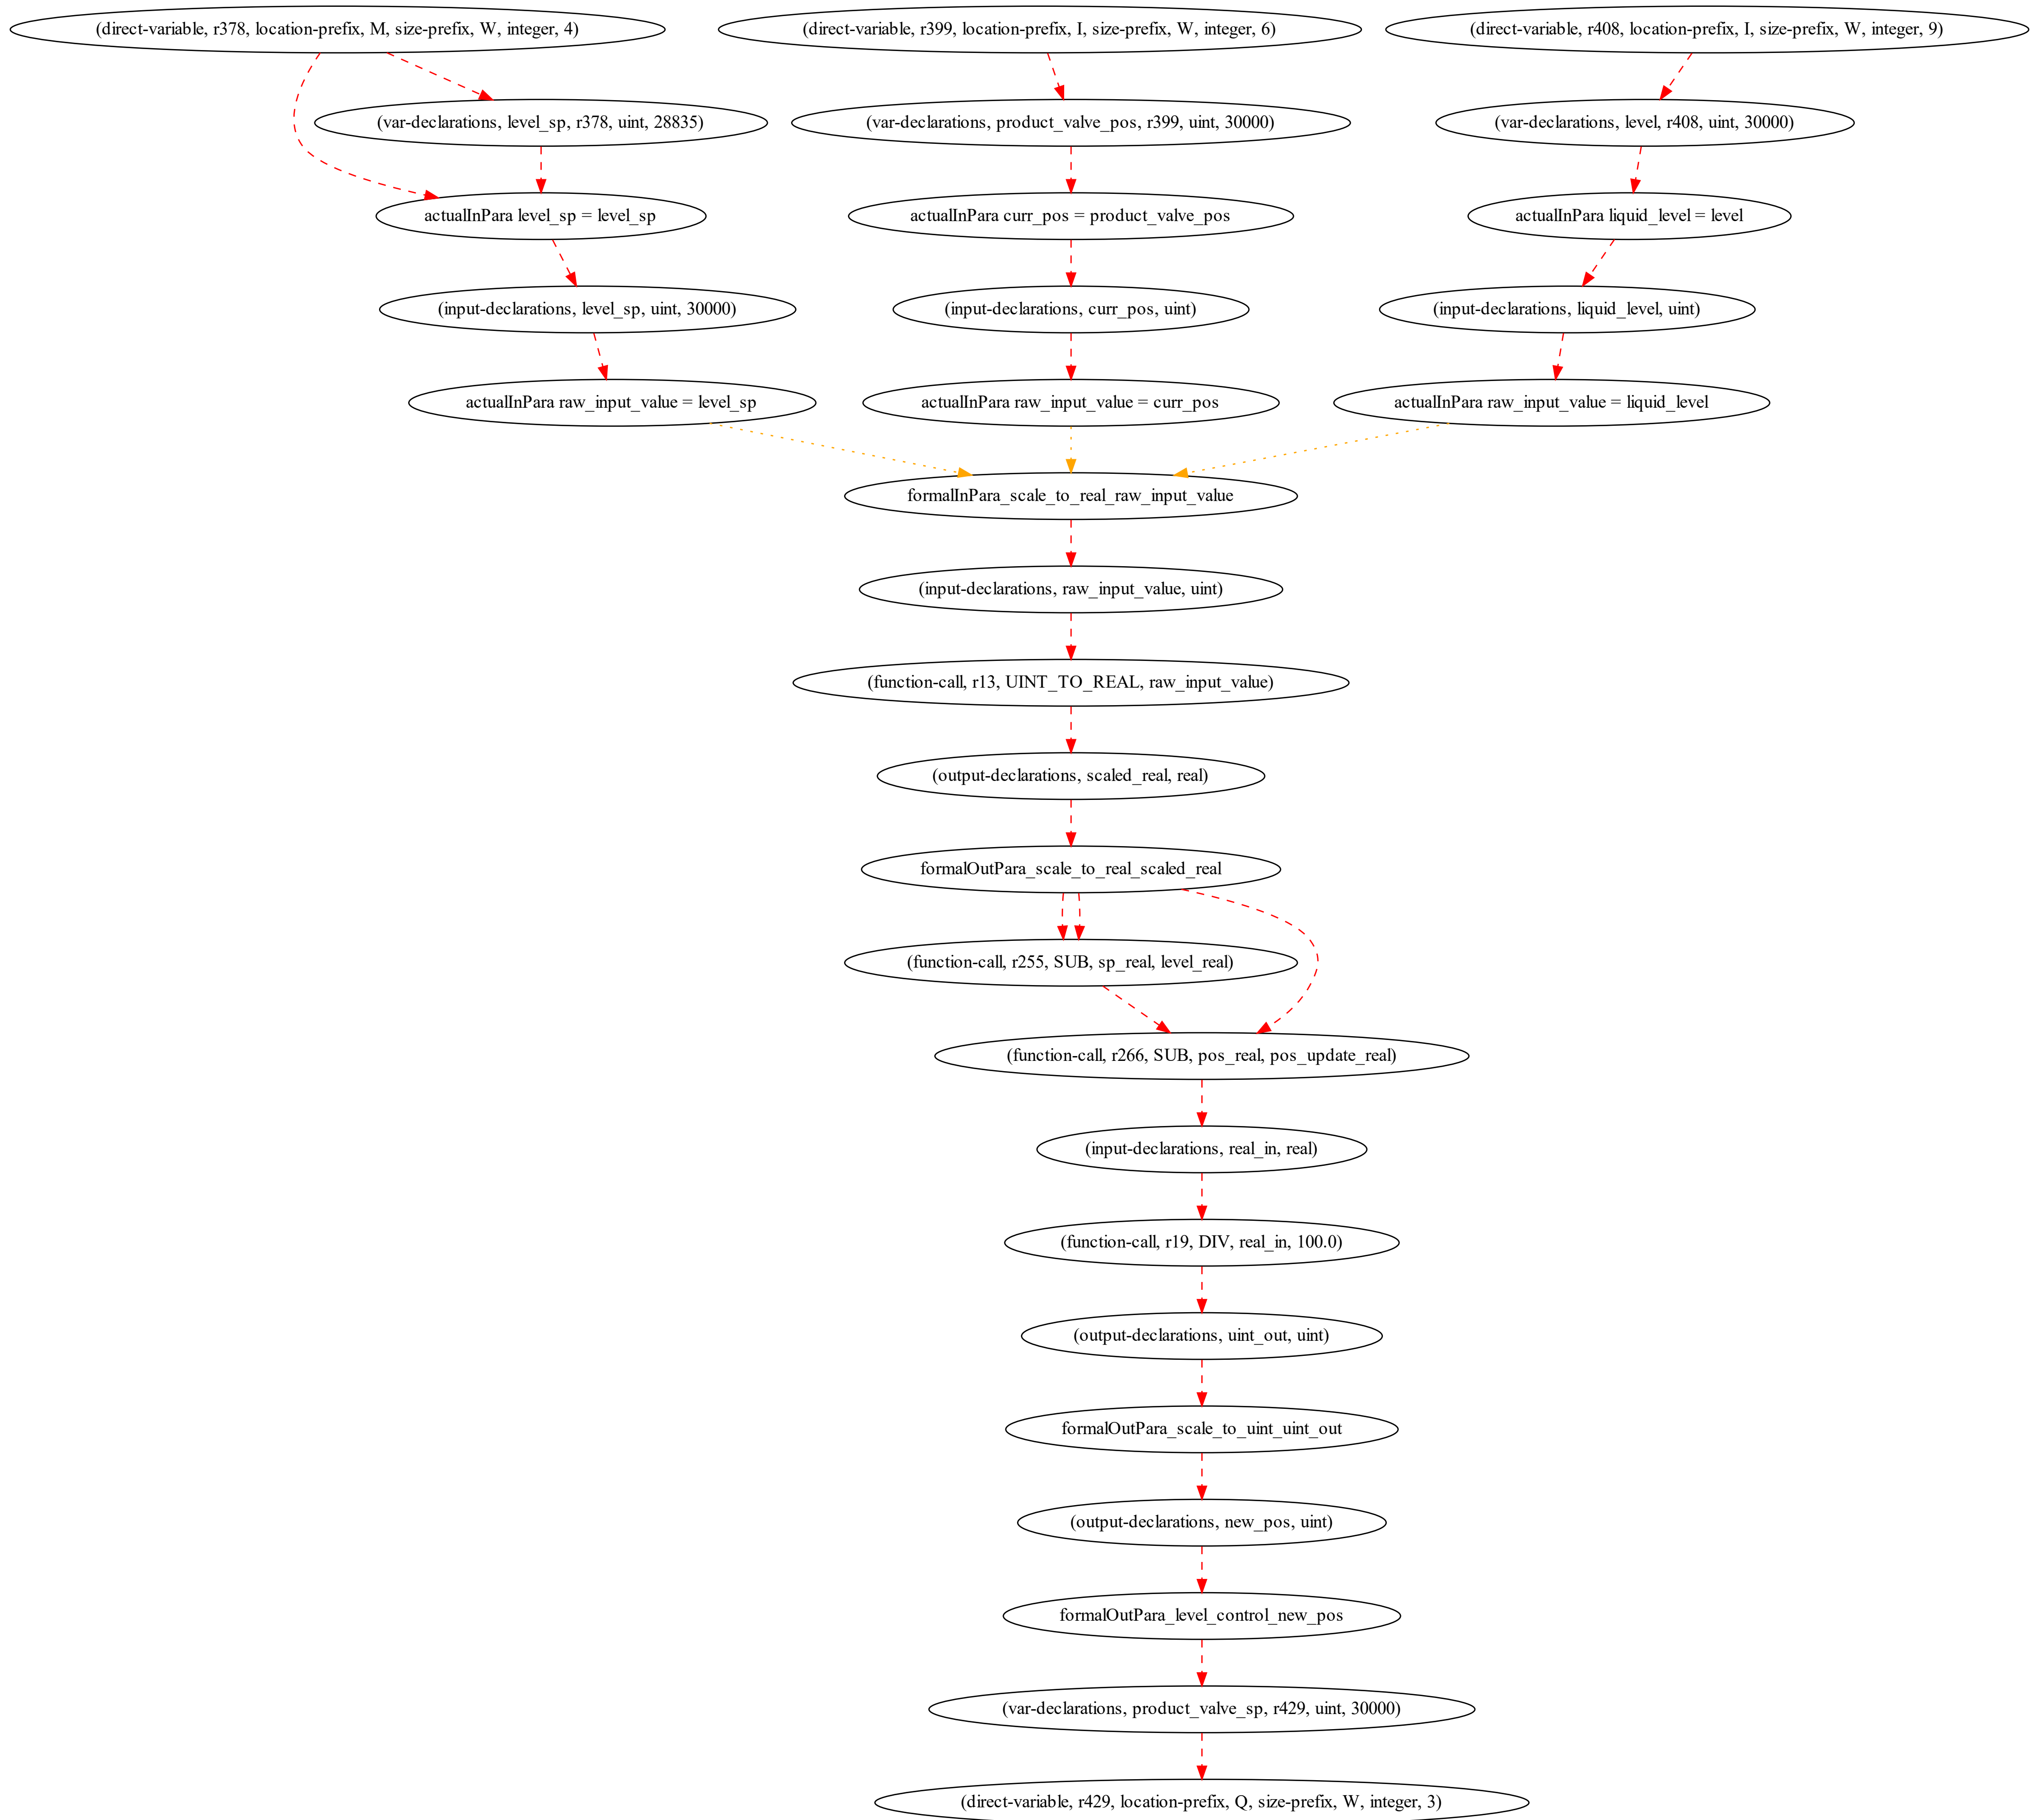 (direct-variable, r378, location-prefix, M, size-prefix, W, integer, 4)
(direct-variable, r399, location-prefix, I, size-prefix, W, integer, 6)
(direct-variable, r408, location-prefix, I, size-prefix, W, integer, 9)
(var-declarations, level_sp, r378, uint, 28835)
(var-declarations, product_valve_pos, r399, uint, 30000)
(var-declarations, level, r408, uint, 30000)
actualInPara level_sp = level_sp
actualInPara curr_pos = product_valve_pos
actualInPara liquid_level = level
(input-declarations, level_sp, uint, 30000)
(input-declarations, curr_pos, uint)
(input-declarations, liquid_level, uint)
actualInPara raw_input_value = level_sp
actualInPara raw_input_value = curr_pos
actualInPara raw_input_value = liquid_level
formalInPara_scale_to_real_raw_input_value
(input-declarations, raw_input_value, uint)
(function-call, r13, UINT_TO_REAL, raw_input_value)
(output-declarations, scaled_real, real)
formalOutPara_scale_to_real_scaled_real
(function-call, r255, SUB, sp_real, level_real)
(function-call, r266, SUB, pos_real, pos_update_real)
(input-declarations, real_in, real)
(function-call, r19, DIV, real_in, 100.0)
(output-declarations, uint_out, uint)
formalOutPara_scale_to_uint_uint_out
(output-declarations, new_pos, uint)
formalOutPara_level_control_new_pos
(var-declarations, product_valve_sp, r429, uint, 30000)
(direct-variable, r429, location-prefix, Q, size-prefix, W, integer, 3)